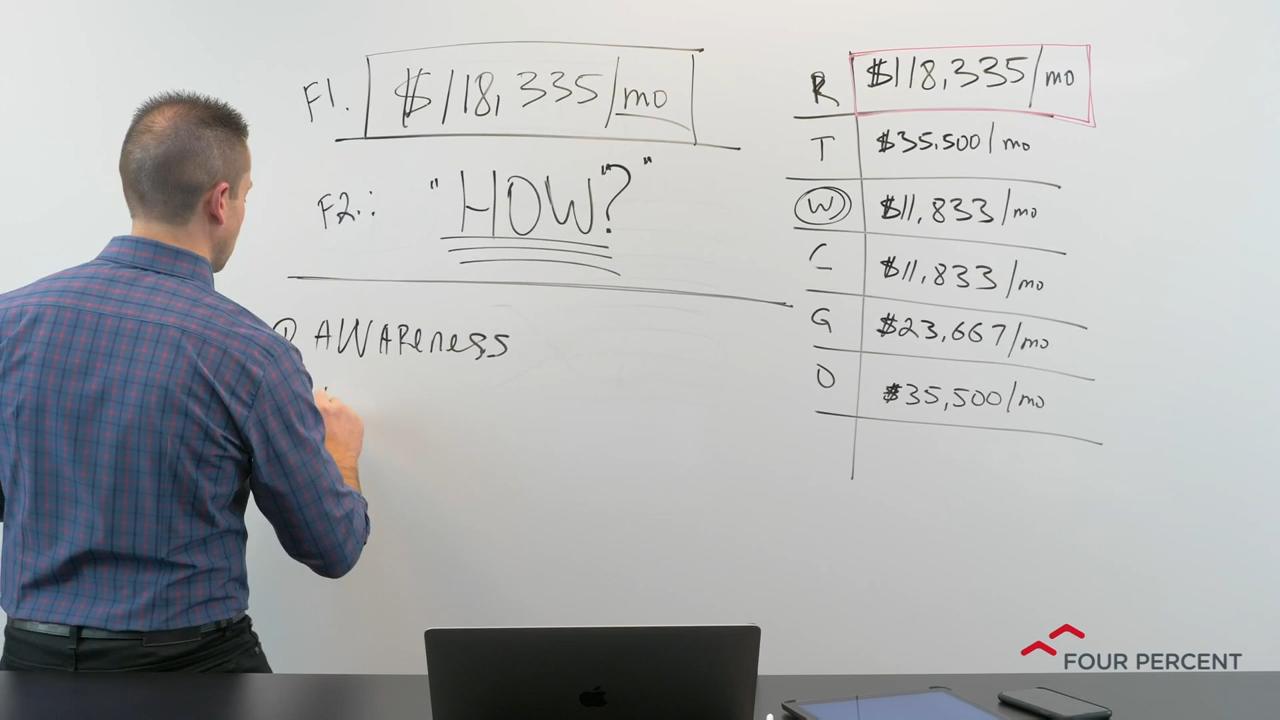 F1. $118,335/mo
F2.: "HOW"?"
① AWAReness
R $118,335/mo
T $35,500/mo
W $11,833/mo
$11,833/mo
G $23,667/mo
O $35,500/mo
FOUR PERCENT